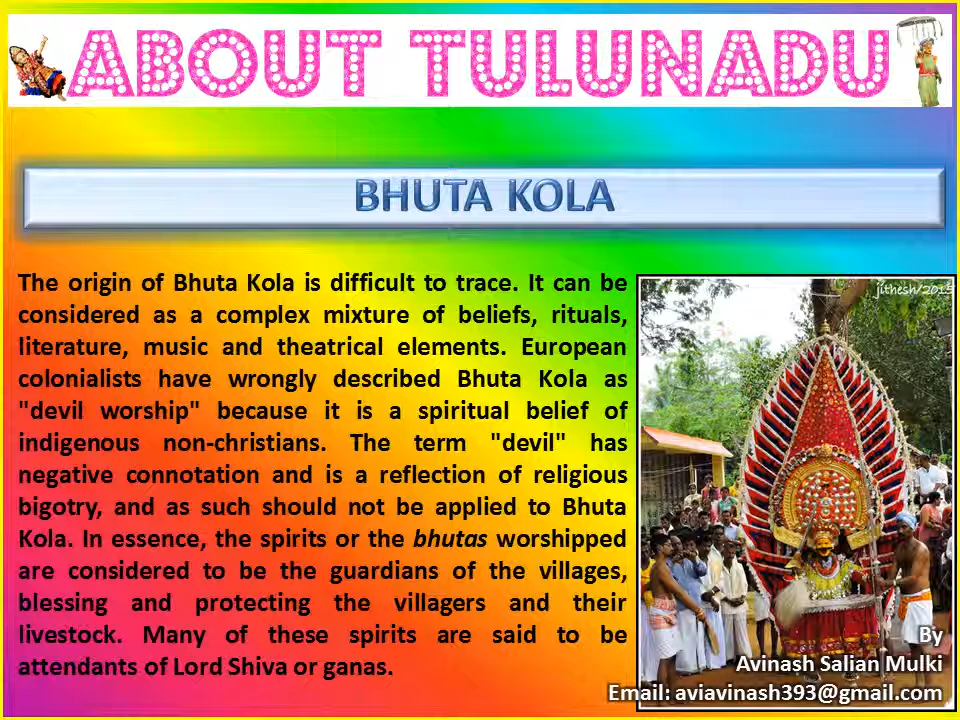 ABOUT TULUNADU
BHUTA KOLA
The origin of Bhuta Kola is difficult to trace. It can be
considered as a complex mixture of beliefs, rituals,
literature, music and theatrical elements. European
colonialists have wrongly described Bhuta Kola as
"devil worship" because it is a spiritual belief of
indigenous non-christians. The term "devil" has
negative connotation and is a reflection of religious
bigotry, and as such should not be applied to Bhuta
Kola. In essence, the spirits or the bhutas worshipped
are considered to be the guardians of the villages,
blessing and protecting the villagers and their
livestock. Many of these spirits are said to be
attendants of Lord Shiva or ganas.
jithesh/2015
By
Avinash Salian Mulki
Email: aviavinash393@gmail.com